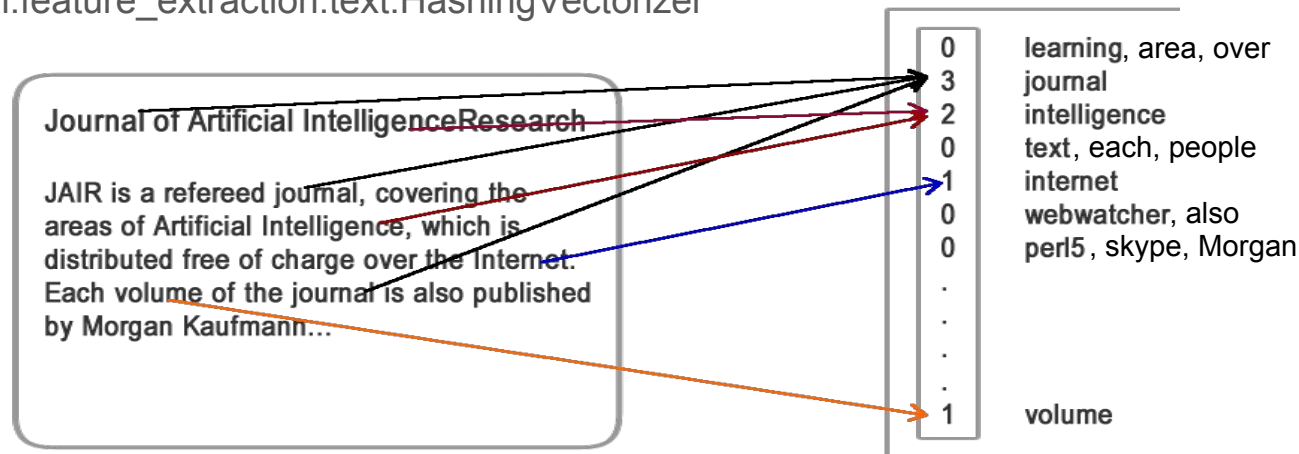 .feature_extraction.text.HashingVectorizer
Journal of Artificial IntelligenceResearch
JAIR is a refereed journal, covering the
areas of Artificial Intelligence, which is
distributed free of charge over the Internet.
Each volume of the journal is also published
by Morgan Kaufmann...
0 learning, area, over
3 journal
2 intelligence
0 text, each, people
1 internet
0 webwatcher, also
0 perl5, skype, Morgan
.
.
.
.
1 volume